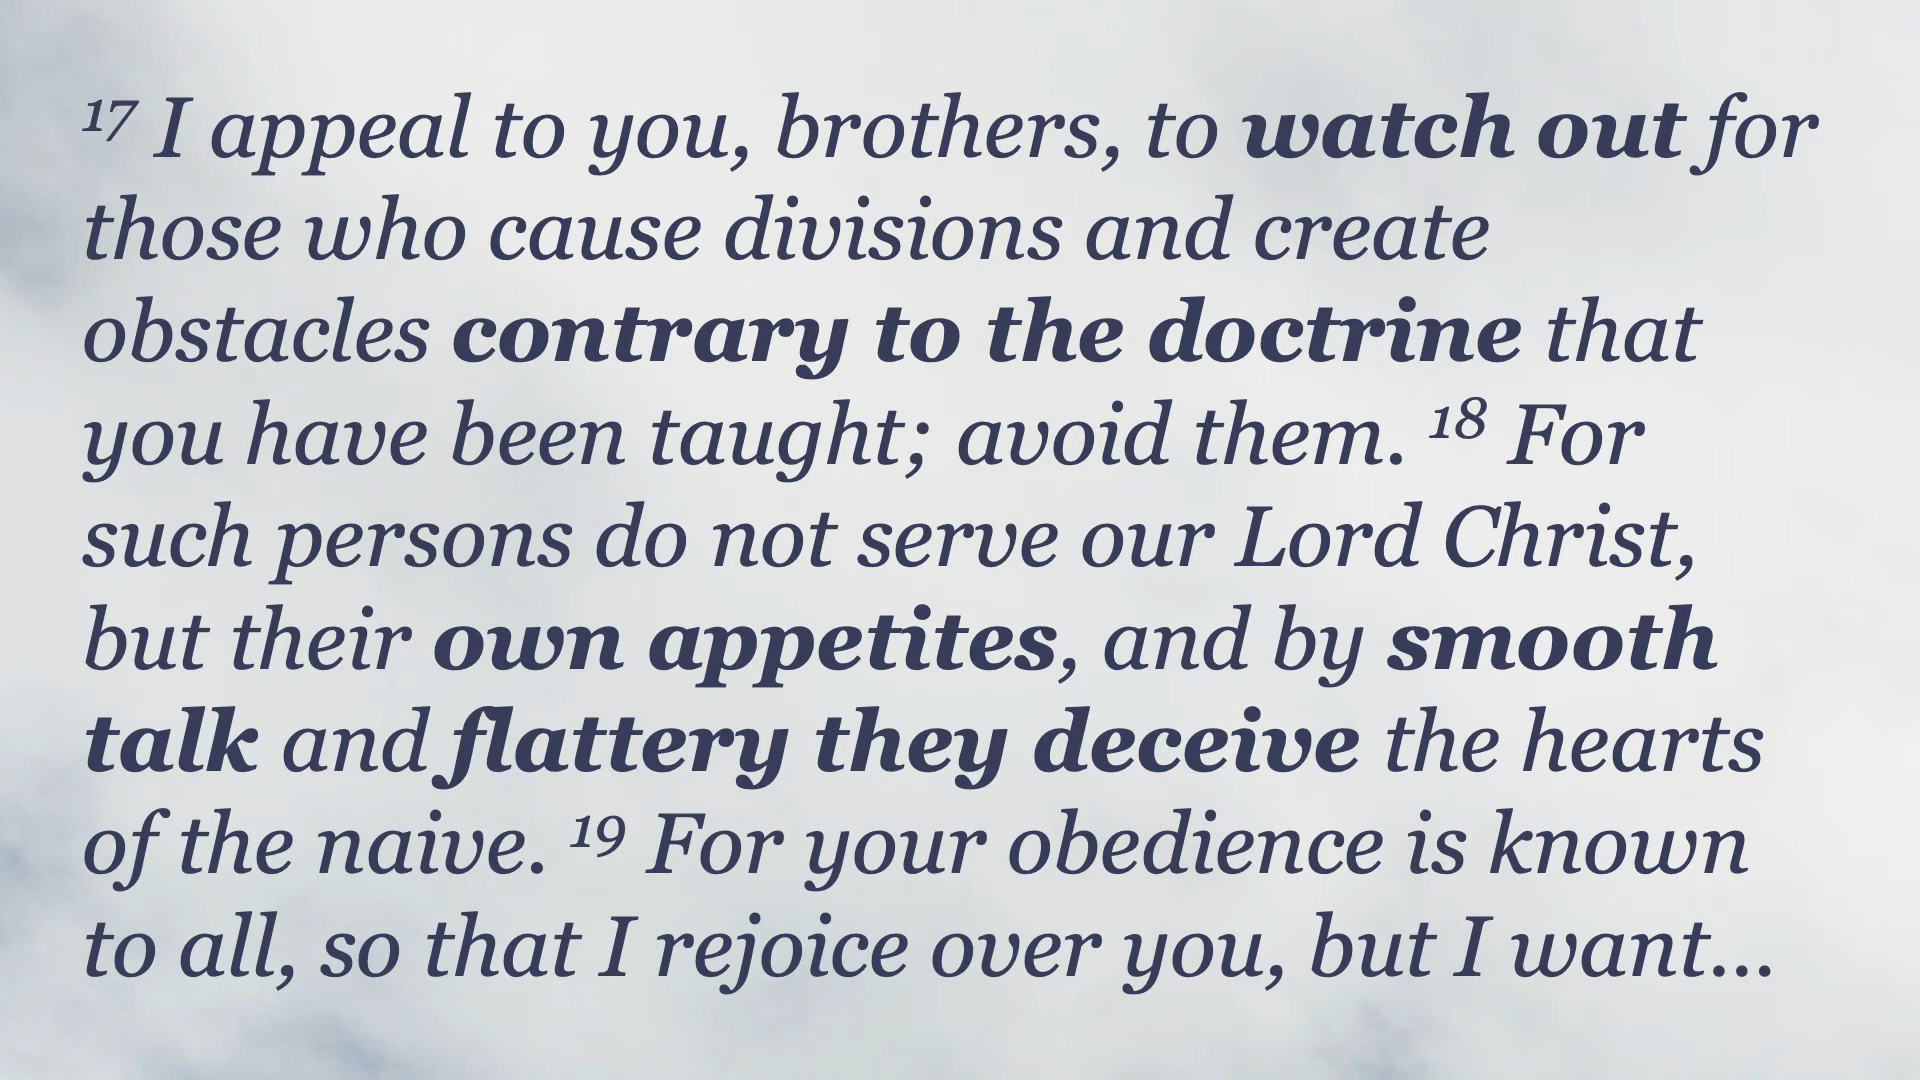 17 I appeal to you, brothers, to watch out for
those who cause divisions and create
obstacles contrary to the doctrine that
you have been taught; avoid them. 18 For
such persons do not serve our Lord Christ,
but their own appetites, and by smooth
talk and flattery they deceive the hearts
of the naive. 19 For your obedience is known
to all, so that I rejoice over you, but I want...